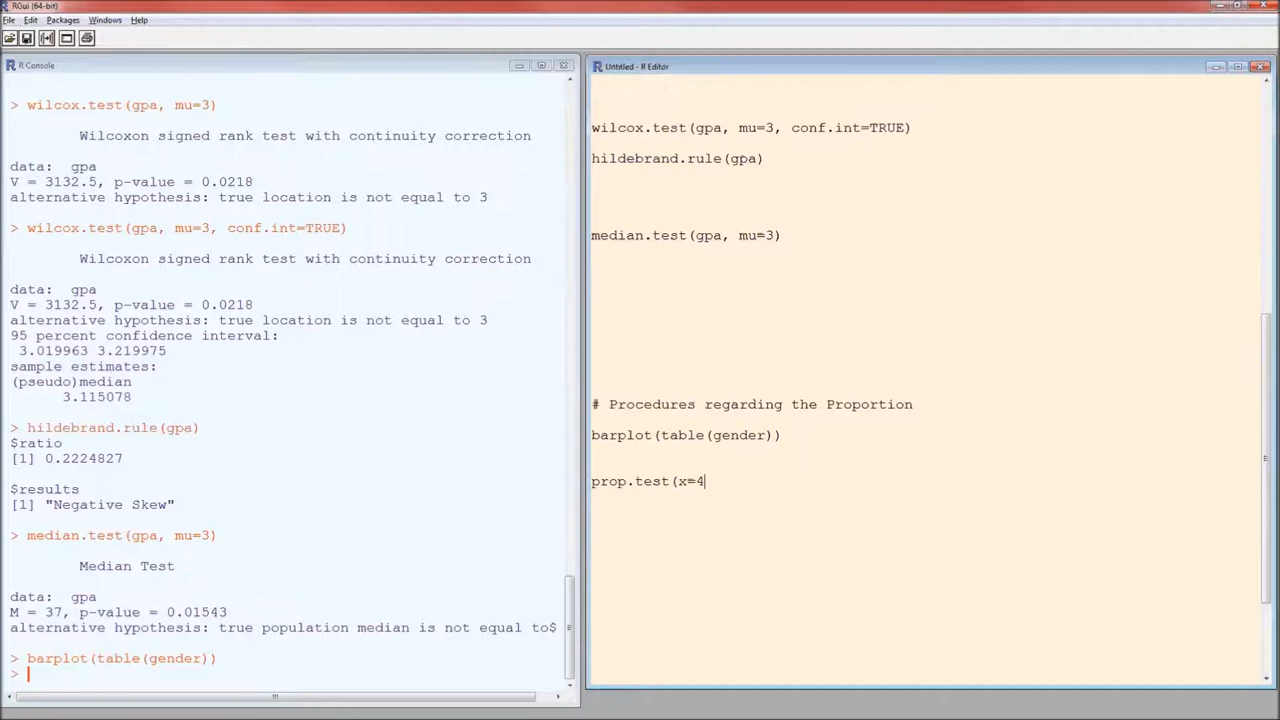 RGui (64-bit)
File Edit Packages Windows Help
R Console
> wilcox.test(gpa, mu=3)
Wilcoxon signed rank test with continuity correction
data:  gpa
V = 3132.5, p-value = 0.0218
alternative hypothesis: true location is not equal to 3
> wilcox.test(gpa, mu=3, conf.int=TRUE)
Wilcoxon signed rank test with continuity correction
data:  gpa
V = 3132.5, p-value = 0.0218
alternative hypothesis: true location is not equal to 3
95 percent confidence interval:
3.019963 3.219975
sample estimates:
(pseudo)median
3.115078
> hildebrand.rule(gpa)
$ratio
[1] 0.2224827
$results
[1] "Negative Skew"
> median.test(gpa, mu=3)
Median Test
data:  gpa
M = 37, p-value = 0.01543
alternative hypothesis: true population median is not equal to$
> barplot(table(gender))
>
Untitled - R Editor
wilcox.test(gpa, mu=3, conf.int=TRUE)
hildebrand.rule(gpa)
median.test(gpa, mu=3)
# Procedures regarding the Proportion
barplot(table(gender))
prop.test(x=4